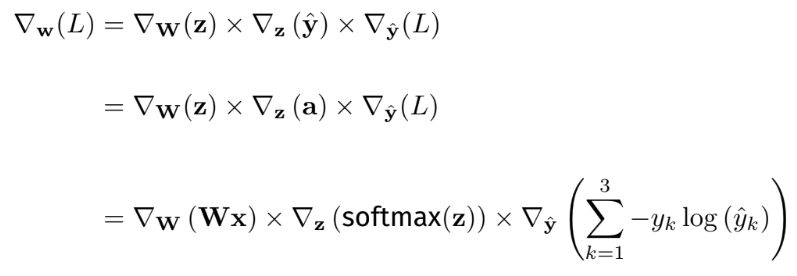 ∇_w(L) = ∇_W(z) × ∇_z (ŷ) × ∇_ŷ(L)
= ∇_W(z) × ∇_z (a) × ∇_ŷ(L)
= ∇_W (Wx) × ∇_z (softmax(z)) × ∇_ŷ (∑_{k=1}^{3} −y_k log (ŷ_k))